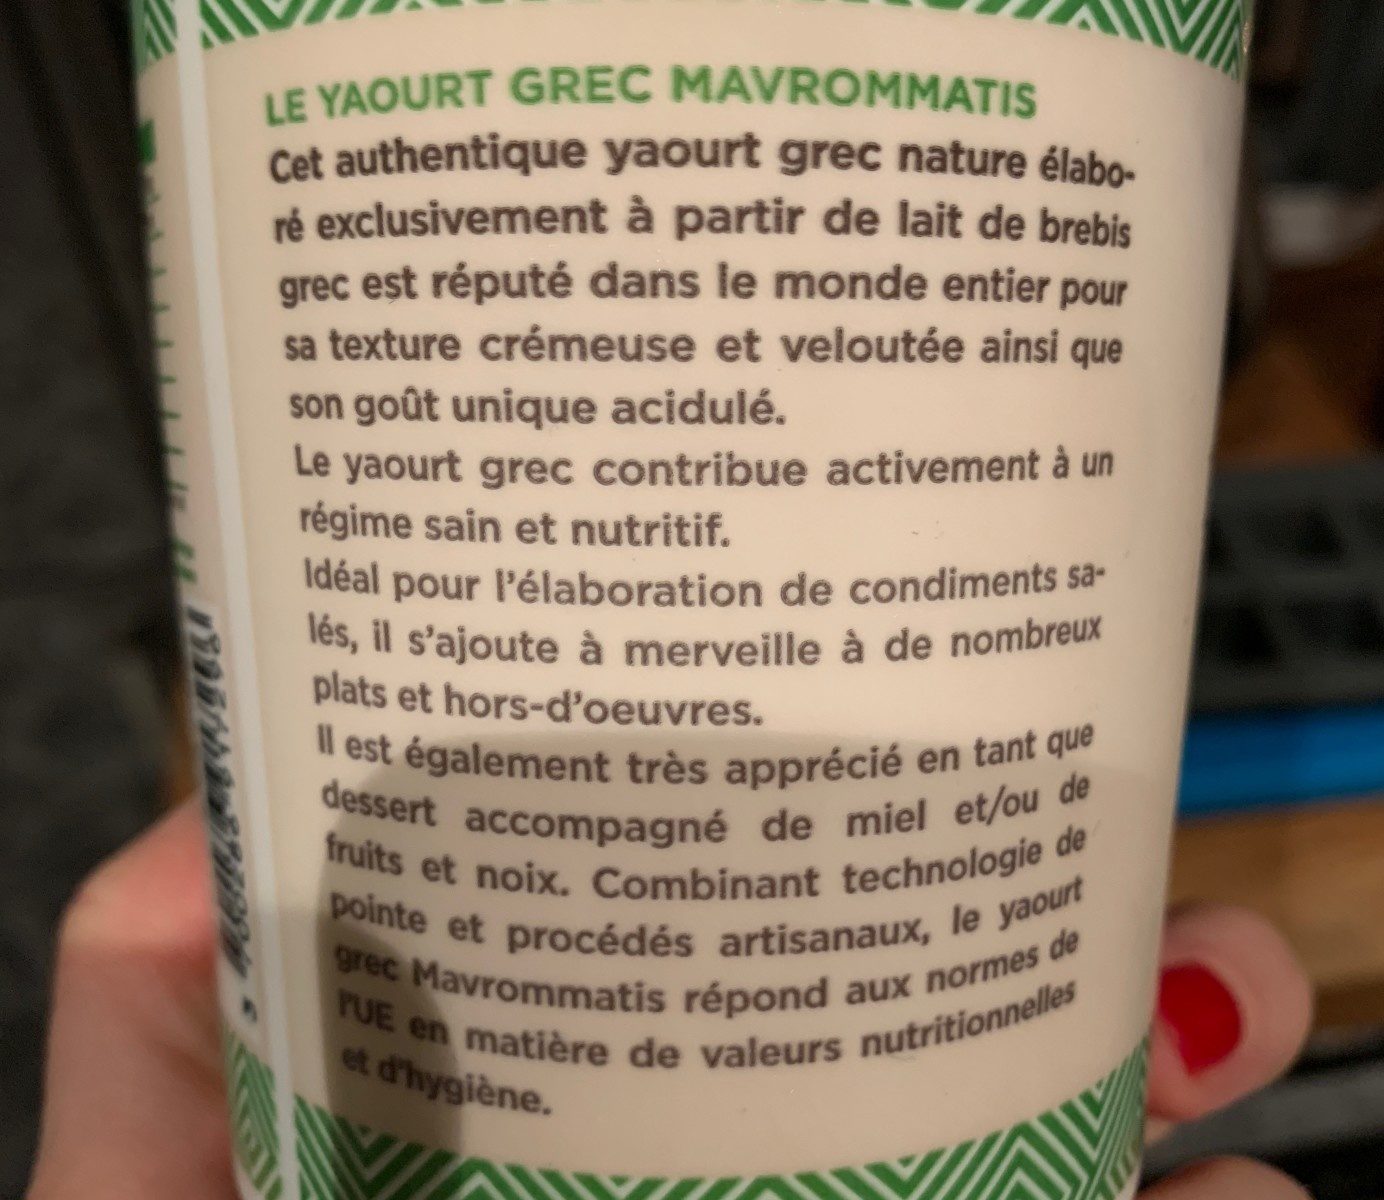 LE YAOURT GREC MAVROMMATIS
Cet authentique yaourt grec nature élabo-
ré exclusivement à partir de lait de brebis
grec est réputé dans le monde entier pour
sa texture crémeuse et veloutée ainsi que
son goût unique acidulé.
Le yaourt grec contribue activement à un
régime sain et nutritif.
Idéal pour l'élaboration de condiments sa-
lés, il s'ajoute à merveille à de nombreux
plats et hors-d'oeuvres.
Il est également très apprécié en tant que
dessert accompagné de miel et/ou de
fruits et noix. Combinant technologie de
pointe et procédés artisanaux, le yaourt
grec Mavrommatis répond aux normes de
l'UE en matière de valeurs nutritionnelles
et d'hygiène.